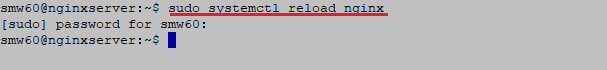 smw60@nginxserver:~$ sudo systemctl reload nginx
[sudo] password for smw60:
smw60@nginxserver:~$